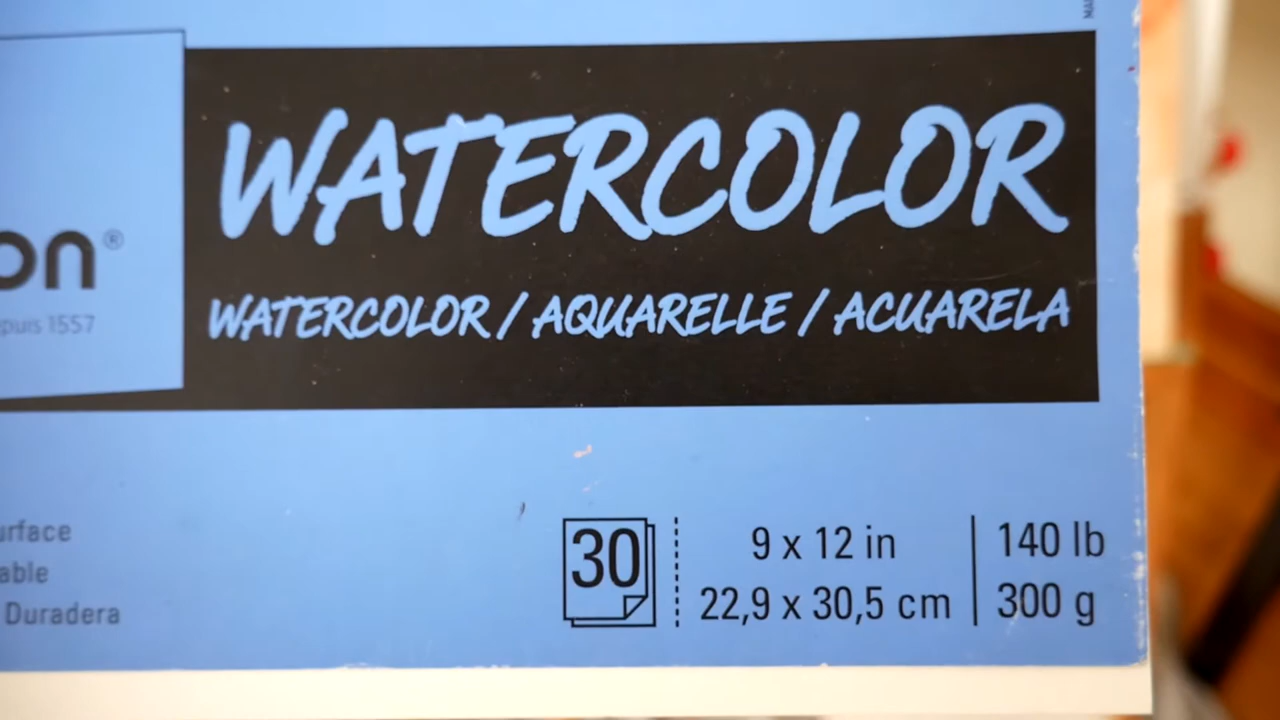 WATERCOLOR
on®
puis 1557
WATERCOLOR / AQUARELLE / ACUARELA
urface
able
Duradera
30
9 x 12 in
22,9 x 30,5 cm
140 lb
300 g